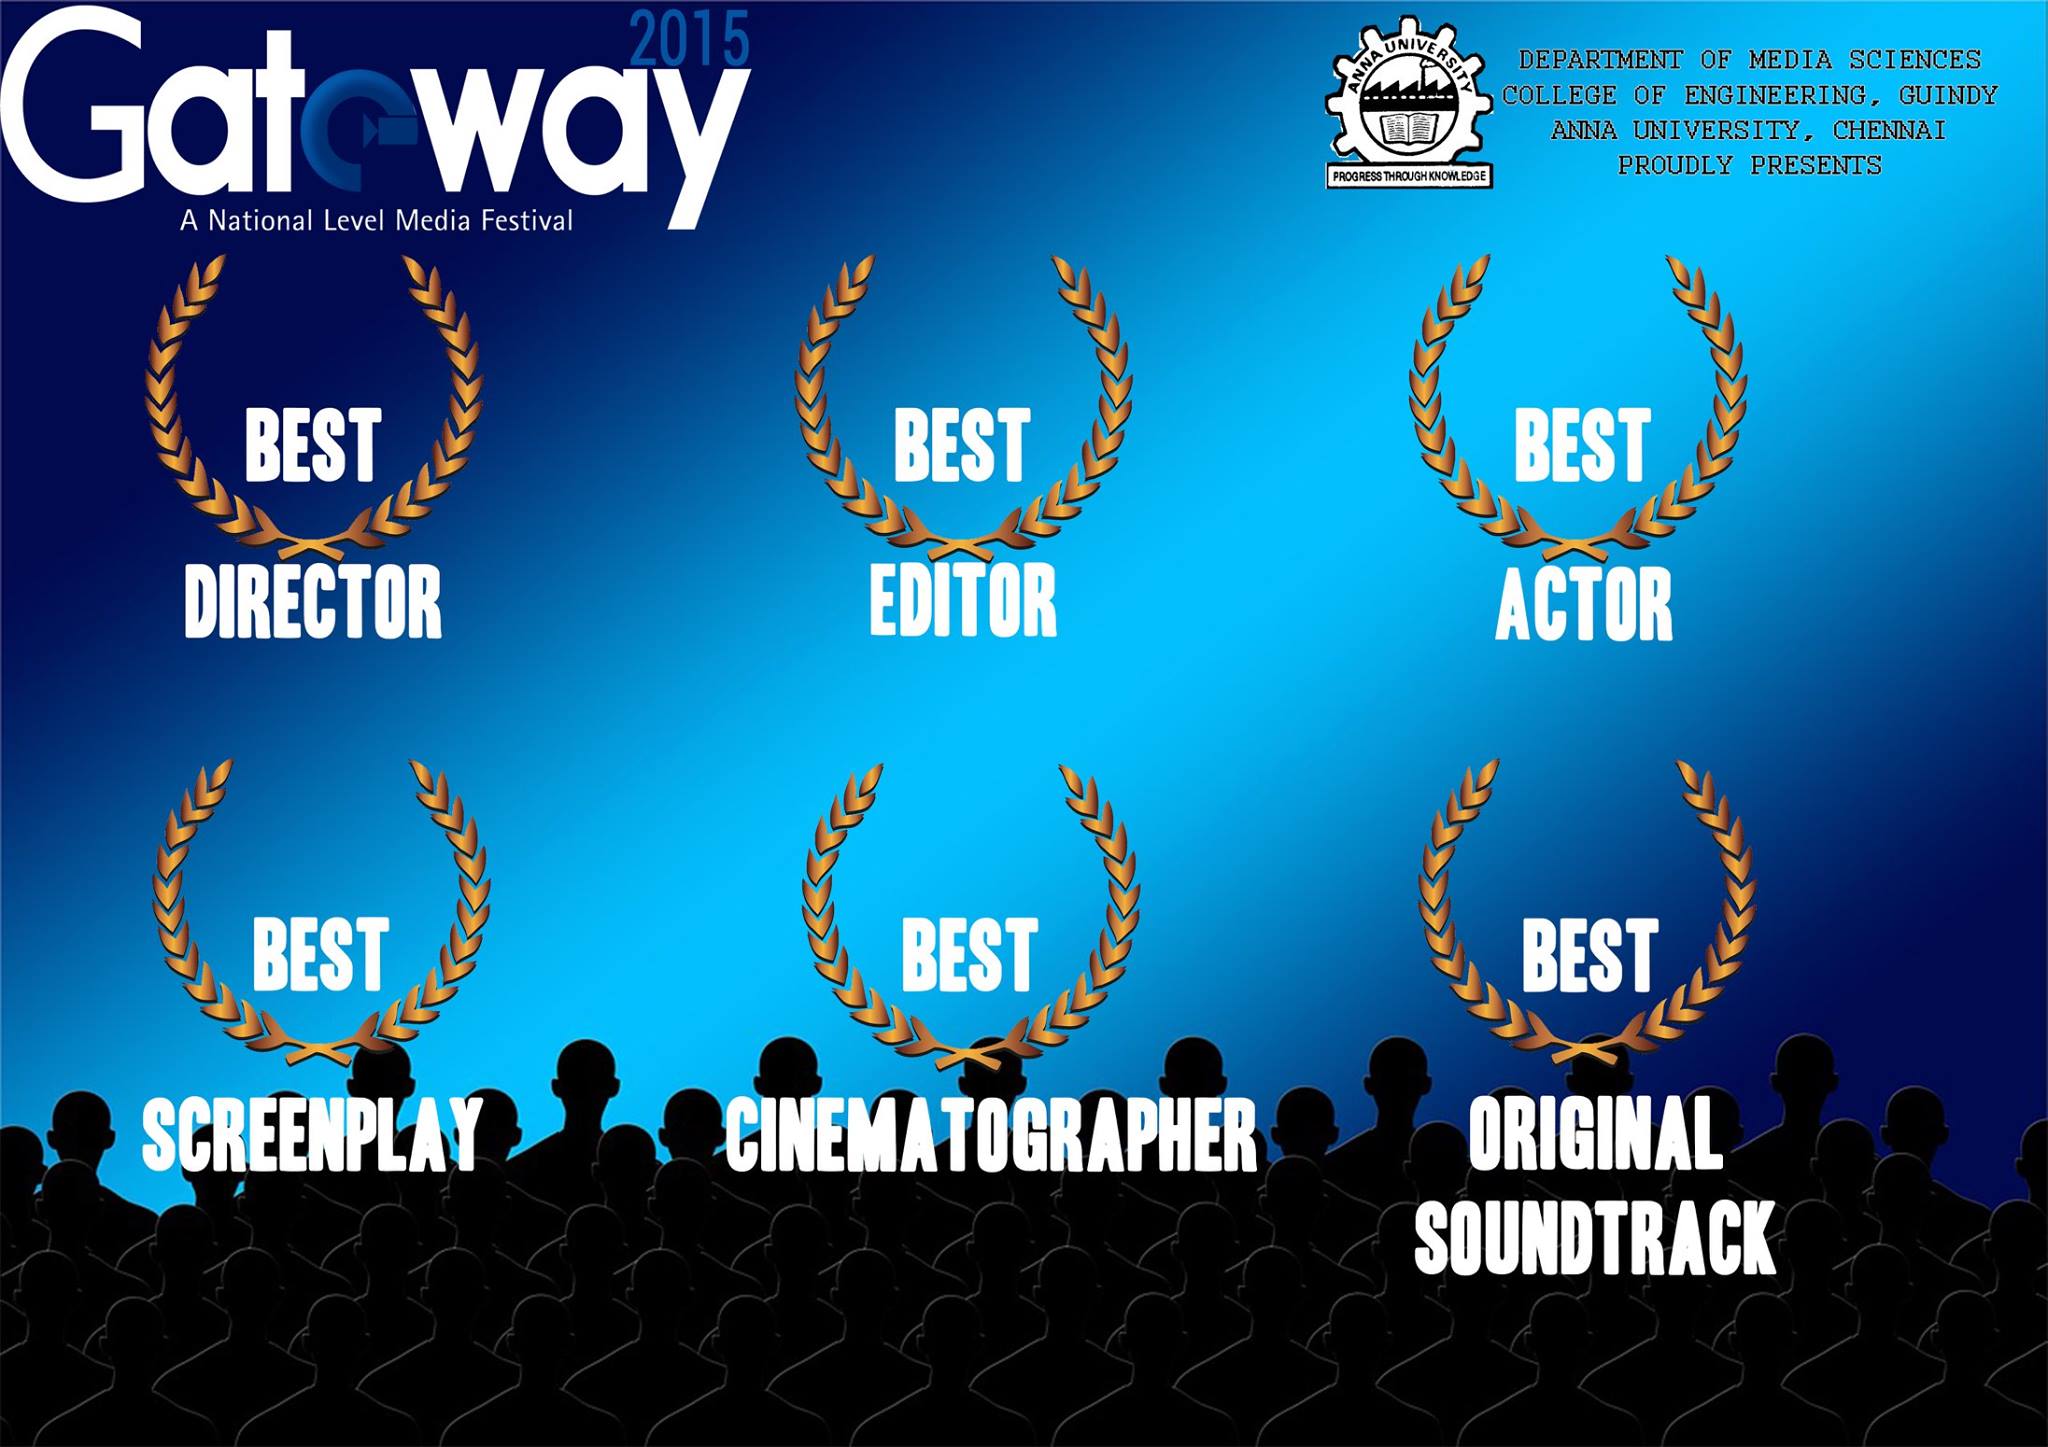 2015
Gateway
A National Level Media Festival
ANNA UNIVERSITY
PROGRESS THROUGH KNOWLEDGE
DEPARTMENT OF MEDIA SCIENCES
COLLEGE OF ENGINEERING, GUINDY
ANNA UNIVERSITY, CHENNAI
PROUDLY PRESENTS
BEST
DIRECTOR
BEST
EDITOR
BEST
ACTOR
BEST
SCREENPLAY
BEST
CINEMATOGRAPHER
BEST
ORIGINAL
SOUNDTRACK